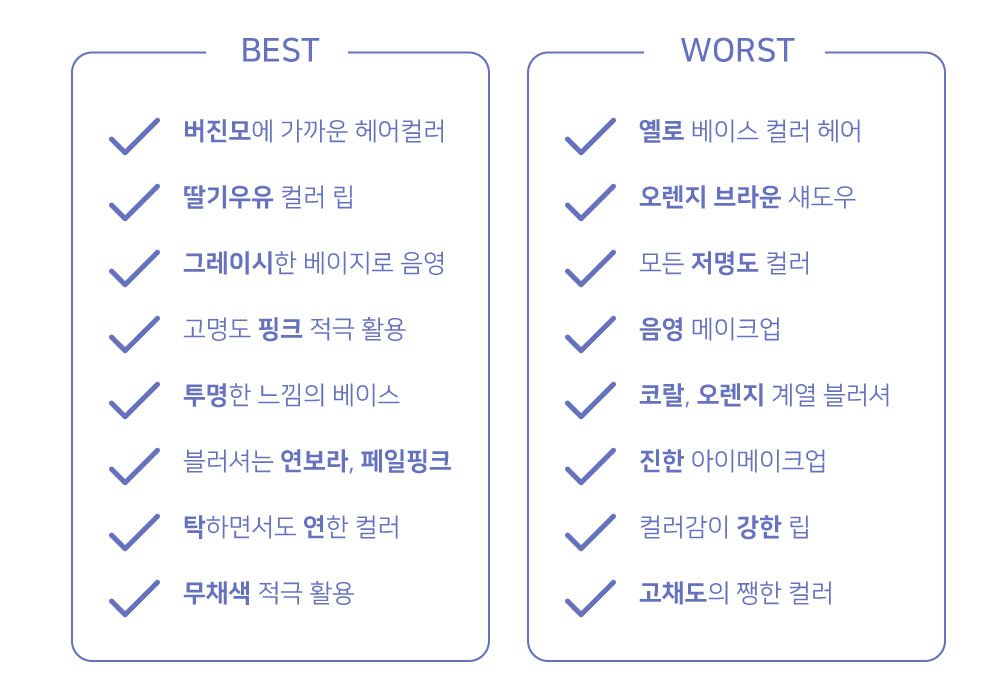 BEST
버진모에 가까운 헤어컬러
딸기우유 컬러 립
그레이시한 베이지로 음영
고명도 핑크 적극 활용
투명한 느낌의 베이스
블러셔는 연보라, 페일핑크
탁하면서도 연한 컬러
무채색 적극 활용
WORST
옐로 베이스 컬러 헤어
오렌지 브라운 섀도우
모든 저명도 컬러
음영 메이크업
코랄, 오렌지 계열 블러셔
진한 아이메이크업
컬러감이 강한 립
고채도의 쨍한 컬러